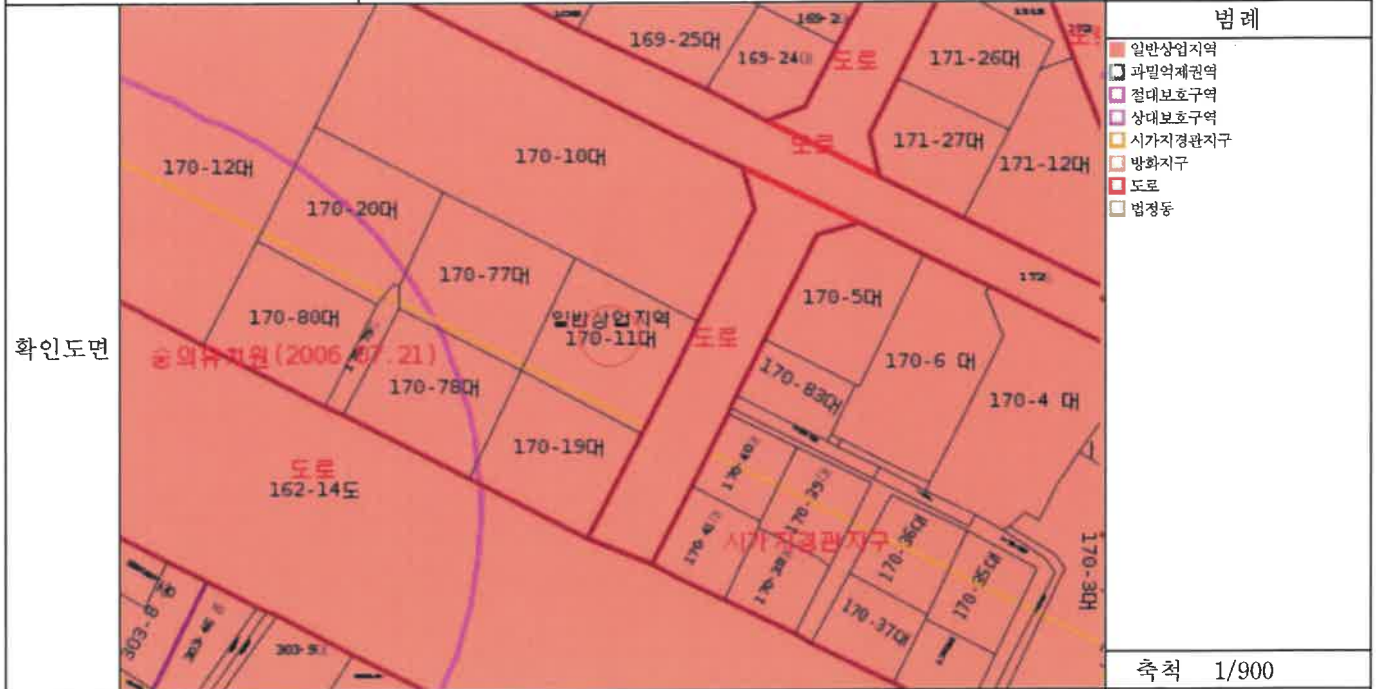 확인도면
169-25대
169-24대
도로
171-26대
171-27대
171-12대
도로
170-12대
170-10대
170-20대
170-77대
170-80대
일반상업지역
170-11대
도로
170-5대
170-6 대
170-4 대
170-83대
숭의유치원(2006.07.21)
170-78대
170-19대
도로
162-14도
시가지경관지구
170-36대
170-35대
170-37대
170-3대
범례
일반상업지역
과밀억제권역
절대보호구역
상대보호구역
시가지경관지구
방화지구
도로
법정동
축척 1/900